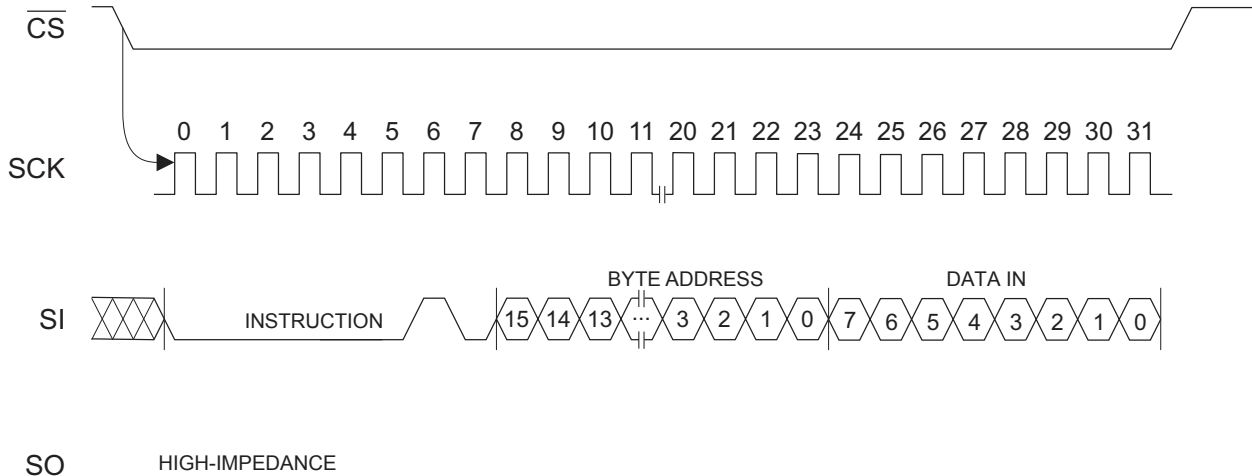 CS
0 1 2 3 4 5 6 7 8 9 10 11 20 21 22 23 24 25 26 27 28 29 30 31
SCK
BYTE ADDRESS DATA IN
SI INSTRUCTION 15 14 13 ... 3 2 1 0 7 6 5 4 3 2 1 0
SO HIGH-IMPEDANCE